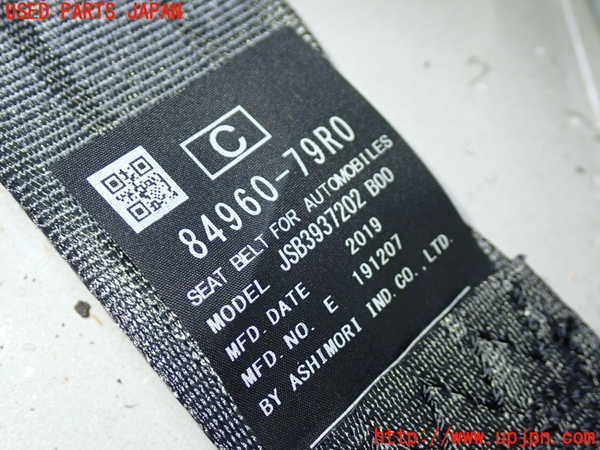 USED PARTS JAPAN
C
84960-79R0
SEAT BELT FOR AUTOMOBILES
MODEL JSB3937202 B00
MFD. DATE 2019
MFD. NO. E 191207
BY ASHIMORI IND. CO., LTD.
http://www.upjpn.com/